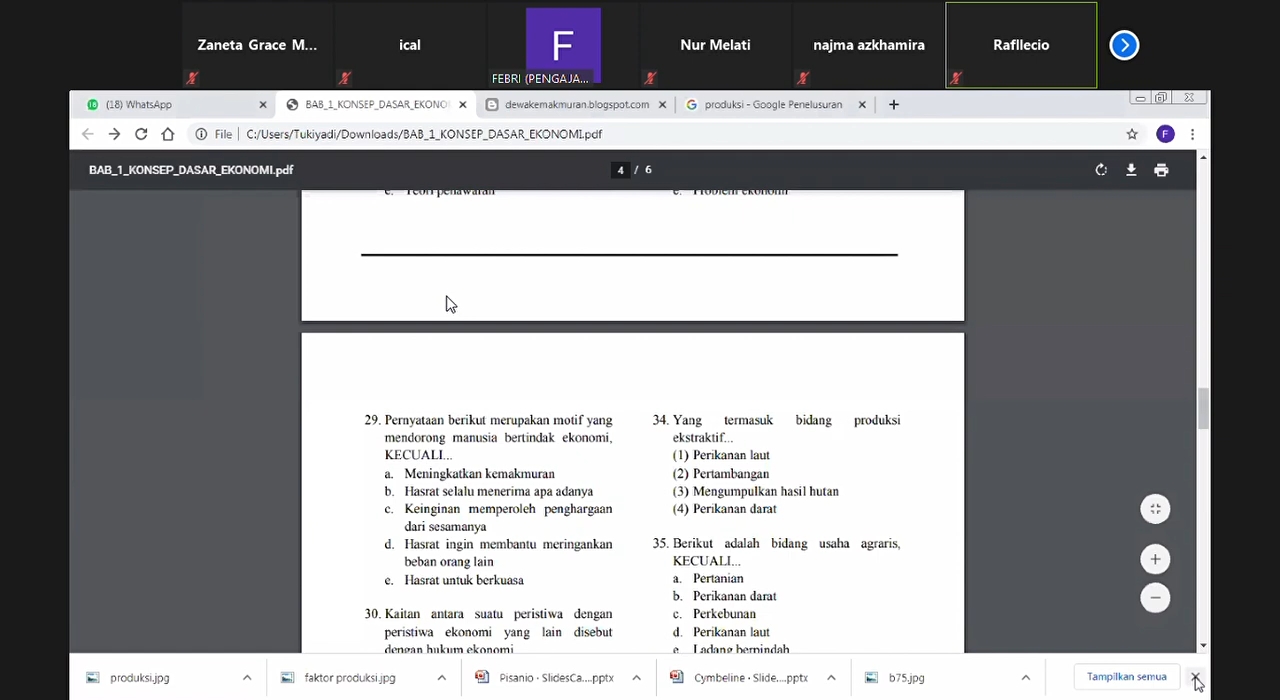 Zaneta Grace M...
ical
F
FEBRI (PENGAJA...
Nur Melati
najma azkhamira
Rafllecio
(18) WhatsApp
BAB_1_KONSEP_DASAR_EKONO
dewakemakmuran.blogspot.com
produksi - Google Penelusuran
File
C:/Users/Tukiyadi/Downloads/BAB_1_KONSEP_DASAR_EKONOMI.pdf
F
BAB_1_KONSEP_DASAR_EKONOMI.pdf
4 / 6
e. Teori penawaran
e. Problem ekonomi
29. Pernyataan berikut merupakan motif yang
mendorong manusia bertindak ekonomi,
KECUALI...
a. Meningkatkan kemakmuran
b. Hasrat selalu menerima apa adanya
c. Keinginan memperoleh penghargaan
dari sesamanya
d. Hasrat ingin membantu meringankan
beban orang lain
e. Hasrat untuk berkuasa
30. Kaitan antara suatu peristiwa dengan
peristiwa ekonomi yang lain disebut
dengan hukum ekonomi
34. Yang termasuk bidang produksi
ekstraktif...
(1) Perikanan laut
(2) Pertambangan
(3) Mengumpulkan hasil hutan
(4) Perikanan darat
35. Berikut adalah bidang usaha agraris,
KECUALI...
a. Pertanian
b. Perikanan darat
c. Perkebunan
d. Perikanan laut
e. Ladang berpindah
produksi.jpg
faktor produksi.jpg
Pisanio - SlidesCa....pptx
Cymbeline - Slide....pptx
b75.jpg
Tampilkan semua